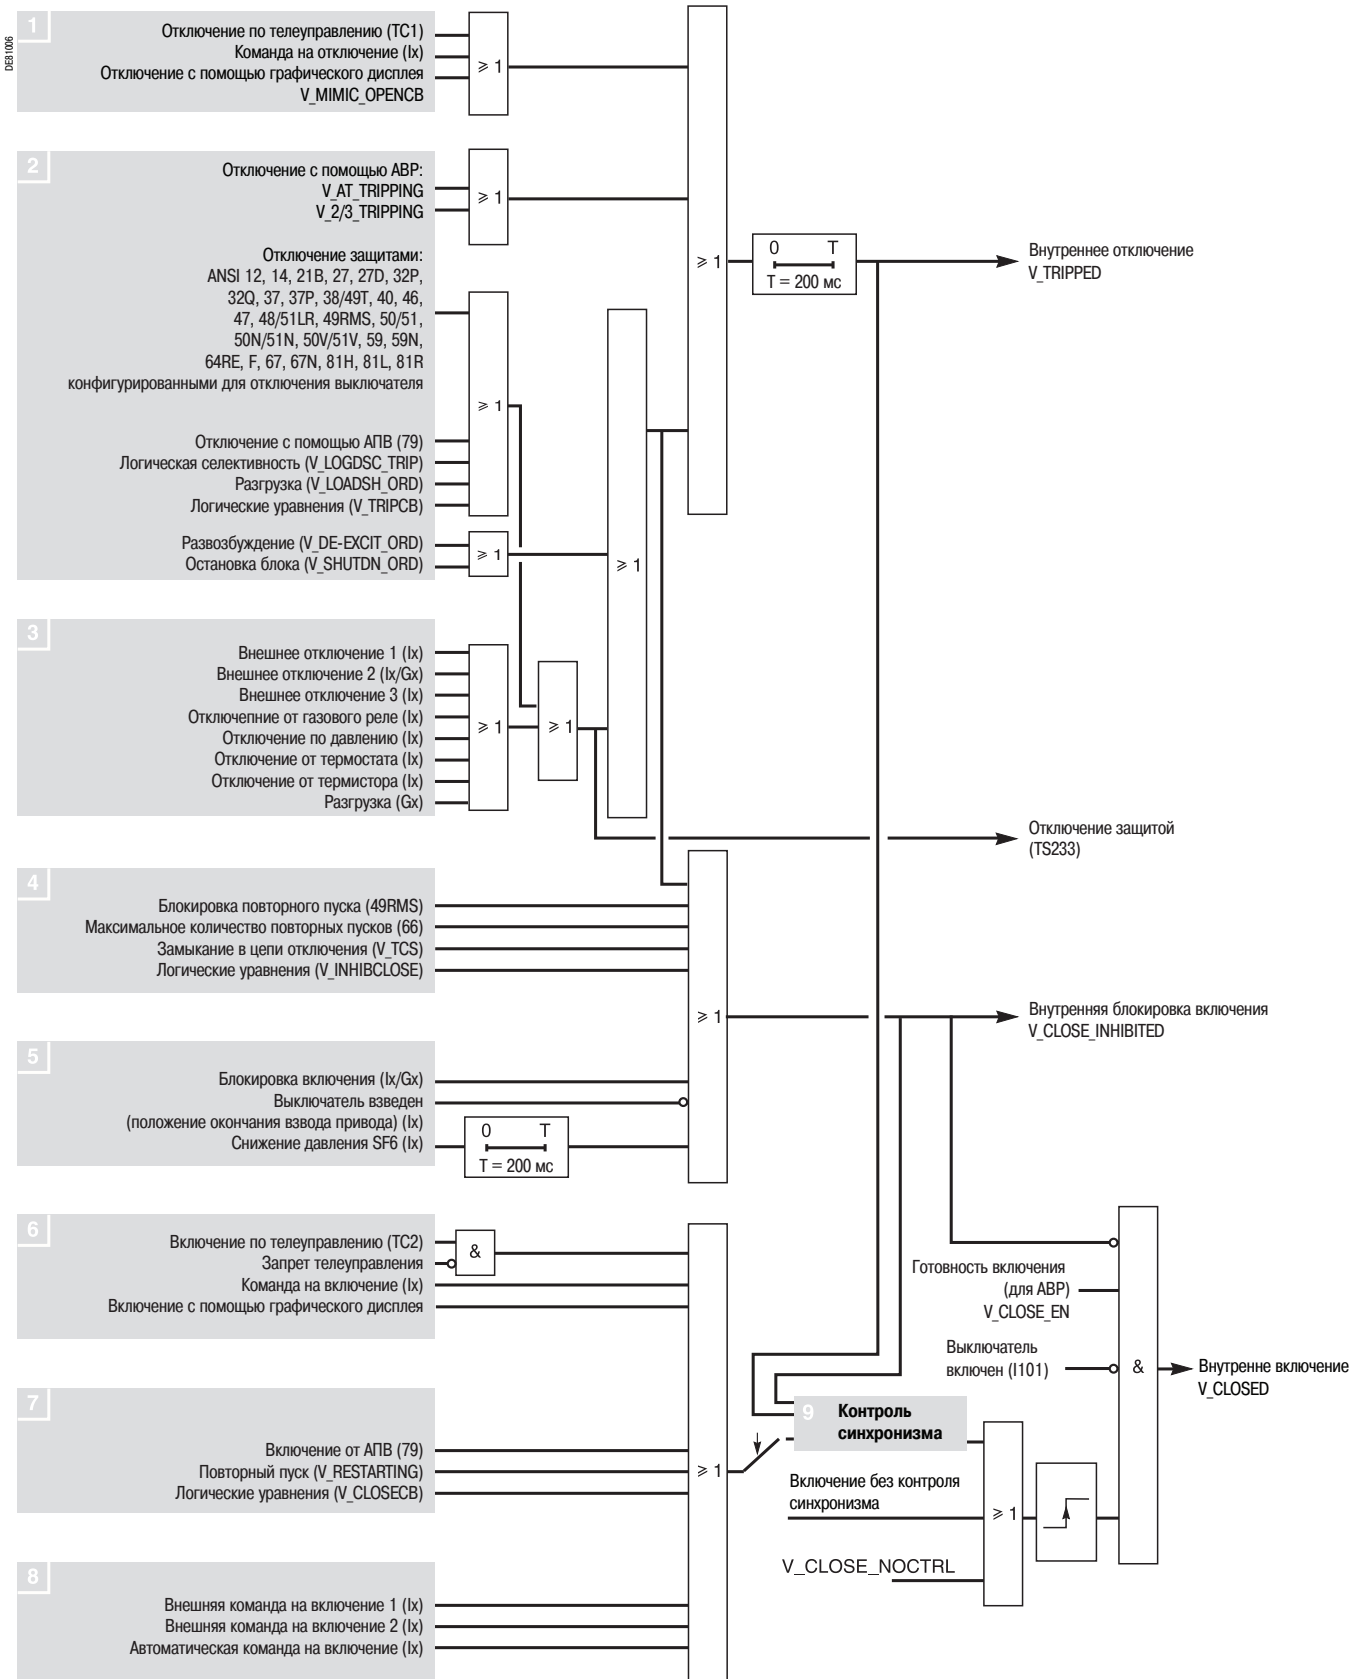 DE81006
1
Отключение по телеуправлению (TC1)
Команда на отключение (Ix)
Отключение с помощью графического дисплея
V_MIMIC_OPENCB
⩾ 1
2
Отключение с помощью АВР:
V_AT_TRIPPING
V_2/3_TRIPPING
⩾ 1
Отключение защитами:
ANSI 12, 14, 21B, 27, 27D, 32P,
32Q, 37, 37P, 38/49T, 40, 46,
47, 48/51LR, 49RMS, 50/51,
50N/51N, 50V/51V, 59, 59N,
64RE, F, 67, 67N, 81H, 81L, 81R
конфигурированными для отключения выключателя
⩾ 1
Отключение с помощью АПВ (79)
Логическая селективность (V_LOGDSC_TRIP)
Разгрузка (V_LOADSH_ORD)
Логические уравнения (V_TRIPCB)
Развозбуждение (V_DE-EXCIT_ORD)
Остановка блока (V_SHUTDN_ORD)
⩾ 1
⩾ 1
⩾ 1
0 T
T = 200 мс
Внутреннее отключение
V_TRIPPED
3
Внешнее отключение 1 (Ix)
Внешнее отключение 2 (Ix/Gx)
Внешнее отключение 3 (Ix)
Отключепние от газового реле (Ix)
Отключение по давлению (Ix)
Отключение от термостата (Ix)
Отключение от термистора (Ix)
Разгрузка (Gx)
⩾ 1
⩾ 1
Отключение защитой
(TS233)
4
Блокировка повторного пуска (49RMS)
Максимальное количество повторных пусков (66)
Замыкание в цепи отключения (V_TCS)
Логические уравнения (V_INHIBCLOSE)
⩾ 1
Внутренняя блокировка включения
V_CLOSE_INHIBITED
5
Блокировка включения (Ix/Gx)
Выключатель взведен
(положение окончания взвода привода) (Ix)
Снижение давления SF6 (Ix)
0 T
T = 200 мс
6
Включение по телеуправлению (TC2)
Запрет телеуправления
Команда на включение (Ix)
Включение с помощью графического дисплея
&
Готовность включения
(для АВР)
V_CLOSE_EN
Выключатель
включен (I101)
&
Внутренне включение
V_CLOSED
7
Включение от АПВ (79)
Повторный пуск (V_RESTARTING)
Логические уравнения (V_CLOSECB)
⩾ 1
9
Контроль
синхронизма
Включение без контроля
синхронизма
⩾ 1
V_CLOSE_NOCTRL
8
Внешняя команда на включение 1 (Ix)
Внешняя команда на включение 2 (Ix)
Автоматическая команда на включение (Ix)